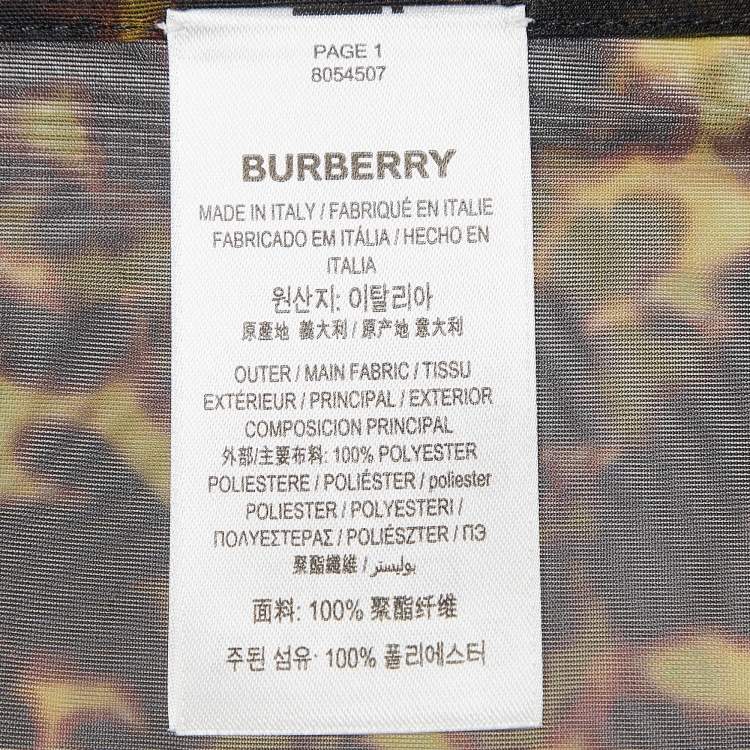 PAGE 1
8054507
BURBERRY
MADE IN ITALY / FABRIQUÉ EN ITALIE
FABRICADO EM ITÁLIA / HECHO EN
ITALIA
원산지: 이탈리아
原產地 義大利 / 原产地 意大利
OUTER / MAIN FABRIC / TISSU
EXTÉRIEUR / PRINCIPAL / EXTERIOR
COMPOSICION PRINCIPAL
外部/主要布料: 100% POLYESTER
POLIESTERE / POLIÉSTER / poliester
POLIESTER / POLYESTERI /
ΠΟΛΥΕΣΤΕΡΑΣ / POLIÉSZTER / ПЭ
聚酯纖維 / بوليستر
面料: 100% 聚酯纤维
주된 섬유: 100% 폴리에스터